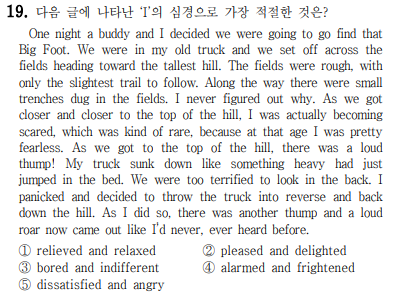 19. 다음 글에 나타난 'I'의 심경으로 가장 적절한 것은?
One night a buddy and I decided we were going to go find that
Big Foot. We were in my old truck and we set off across the
fields heading toward the tallest hill. The fields were rough, with
only the slightest trail to follow. Along the way there were small
trenches dug in the fields. I never figured out why. As we got
closer and closer to the top of the hill, I was actually becoming
scared, which was kind of rare, because at that age I was pretty
fearless. As we got to the top of the hill, there was a loud
thump! My truck sunk down like something heavy had just
jumped in the bed. We were too terrified to look in the back. I
panicked and decided to throw the truck into reverse and back
down the hill. As I did so, there was another thump and a loud
roar now came out like I'd never, ever heard before.
① relieved and relaxed ② pleased and delighted
③ bored and indifferent ④ alarmed and frightened
⑤ dissatisfied and angry